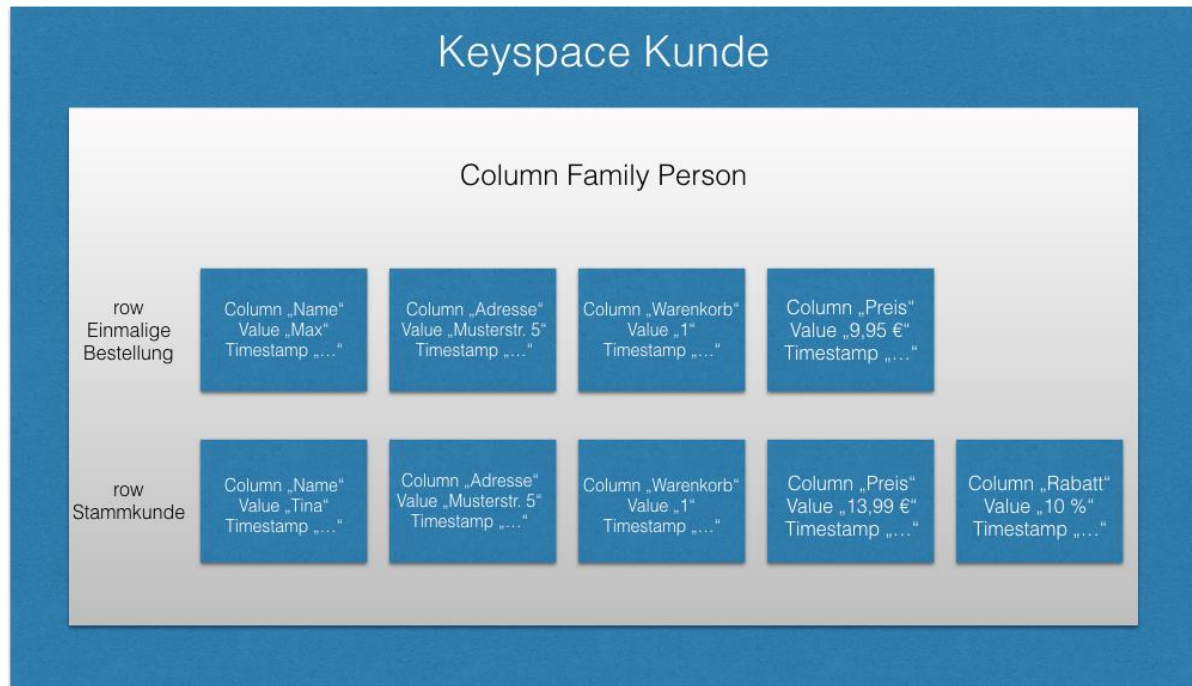 Keyspace Kunde
Column Family Person
row
Einmalige
Bestellung
Column „Name“
Value „Max“
Timestamp „…“
Column „Adresse“
Value „Musterstr. 5“
Timestamp „…“
Column „Warenkorb“
Value „1“
Timestamp „…“
Column „Preis“
Value „9,95 €“
Timestamp „…“
row
Stammkunde
Column „Name“
Value „Tina“
Timestamp „…“
Column „Adresse“
Value „Musterstr. 5“
Timestamp „…“
Column „Warenkorb“
Value „1“
Timestamp „…“
Column „Preis“
Value „13,99 €“
Timestamp „…“
Column „Rabatt“
Value „10 %“
Timestamp „…“